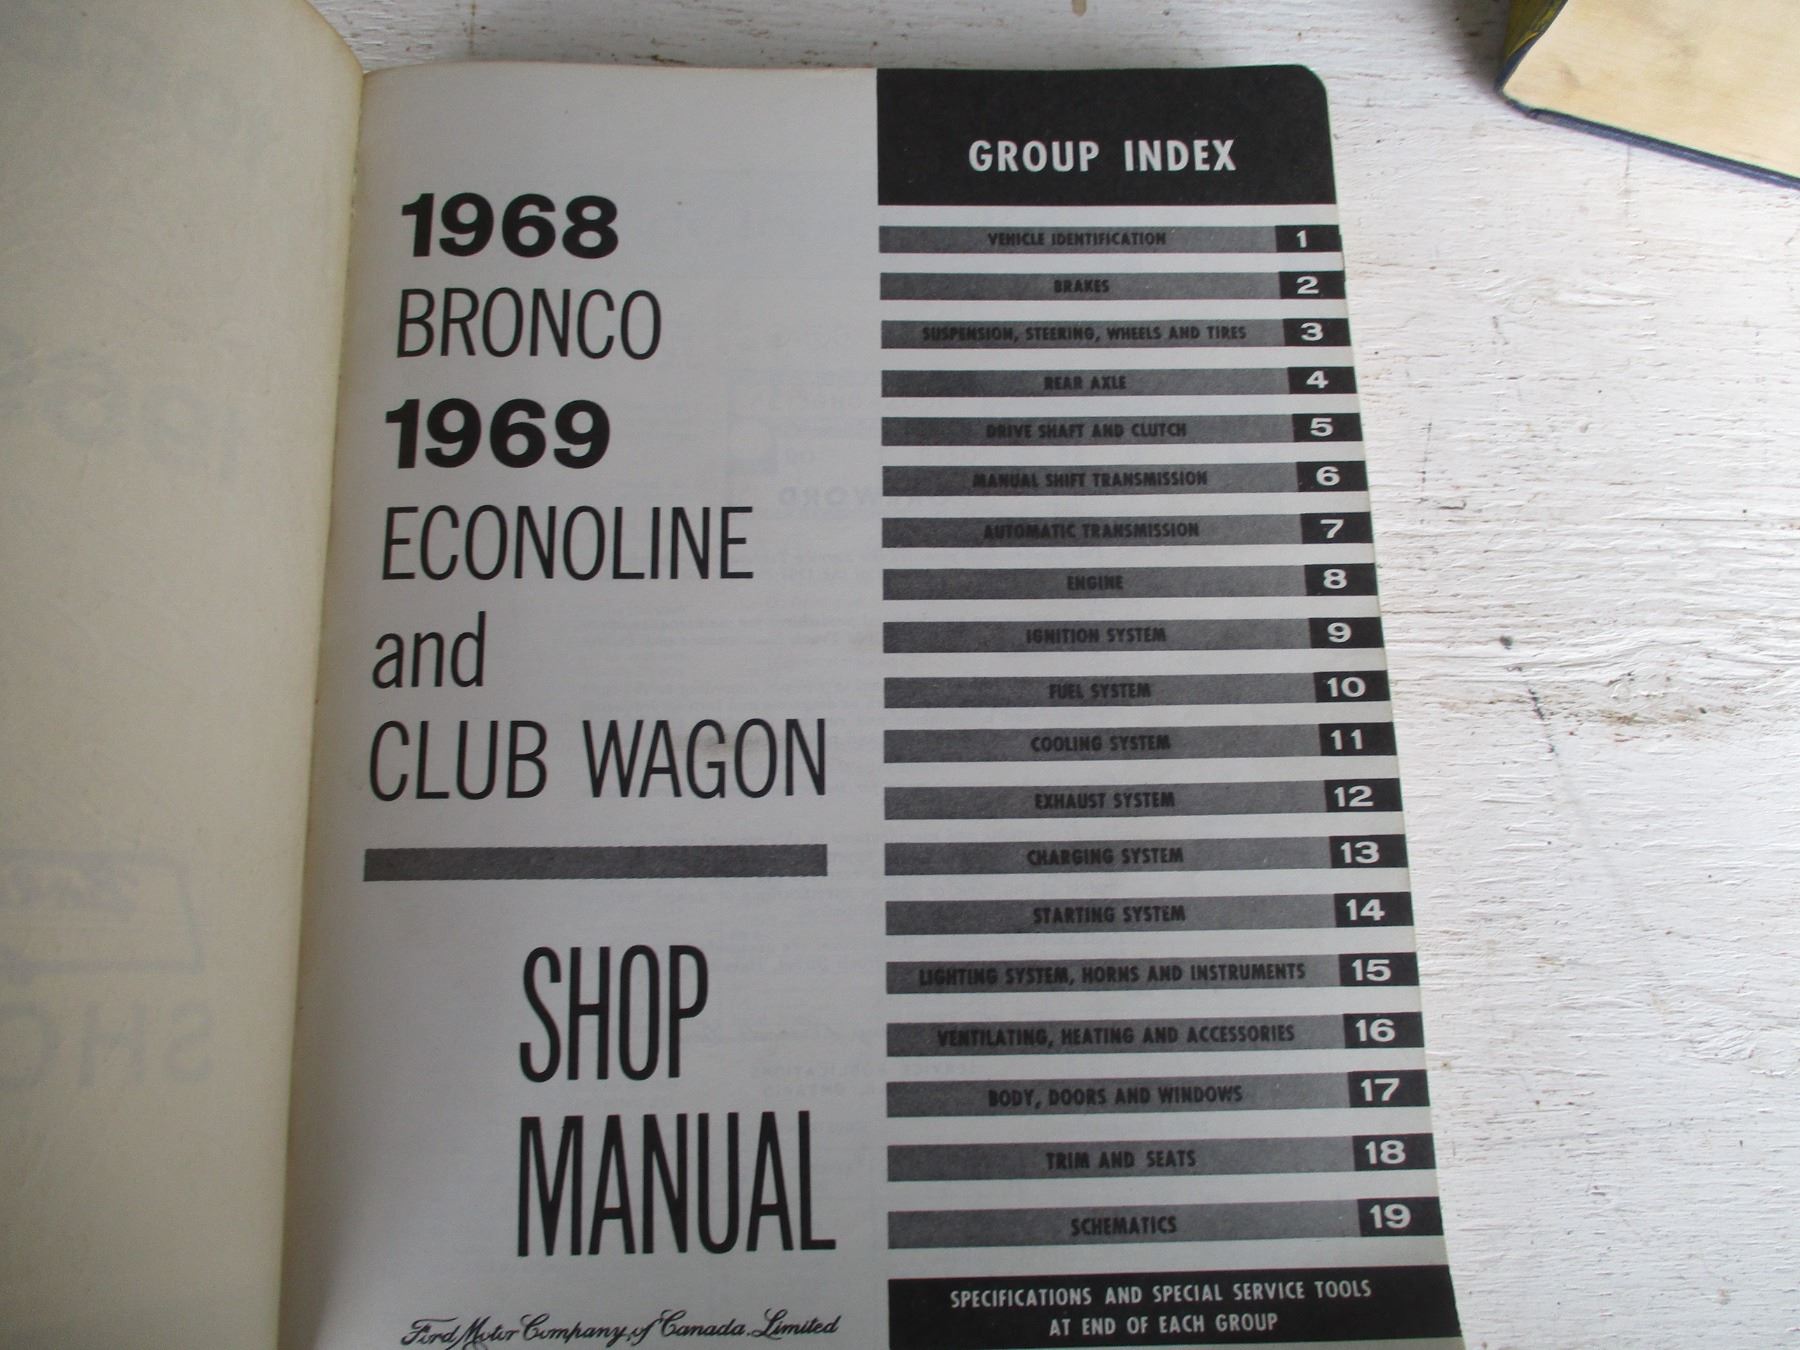 1968
BRONCO
1969
ECONOLINE
and
CLUB WAGON
SHOP
MANUAL
Ford Motor Company of Canada, Limited
GROUP INDEX
VEHICLE IDENTIFICATION 1
BRAKES 2
SUSPENSION, STEERING, WHEELS AND TIRES 3
REAR AXLE 4
DRIVE SHAFT AND CLUTCH 5
MANUAL SHIFT TRANSMISSION 6
AUTOMATIC TRANSMISSION 7
ENGINE 8
IGNITION SYSTEM 9
FUEL SYSTEM 10
COOLING SYSTEM 11
EXHAUST SYSTEM 12
CHARGING SYSTEM 13
STARTING SYSTEM 14
LIGHTING SYSTEM, HORNS AND INSTRUMENTS 15
VENTILATING, HEATING AND ACCESSORIES 16
BODY, DOORS AND WINDOWS 17
TRIM AND SEATS 18
SCHEMATICS 19
SPECIFICATIONS AND SPECIAL SERVICE TOOLS
AT END OF EACH GROUP